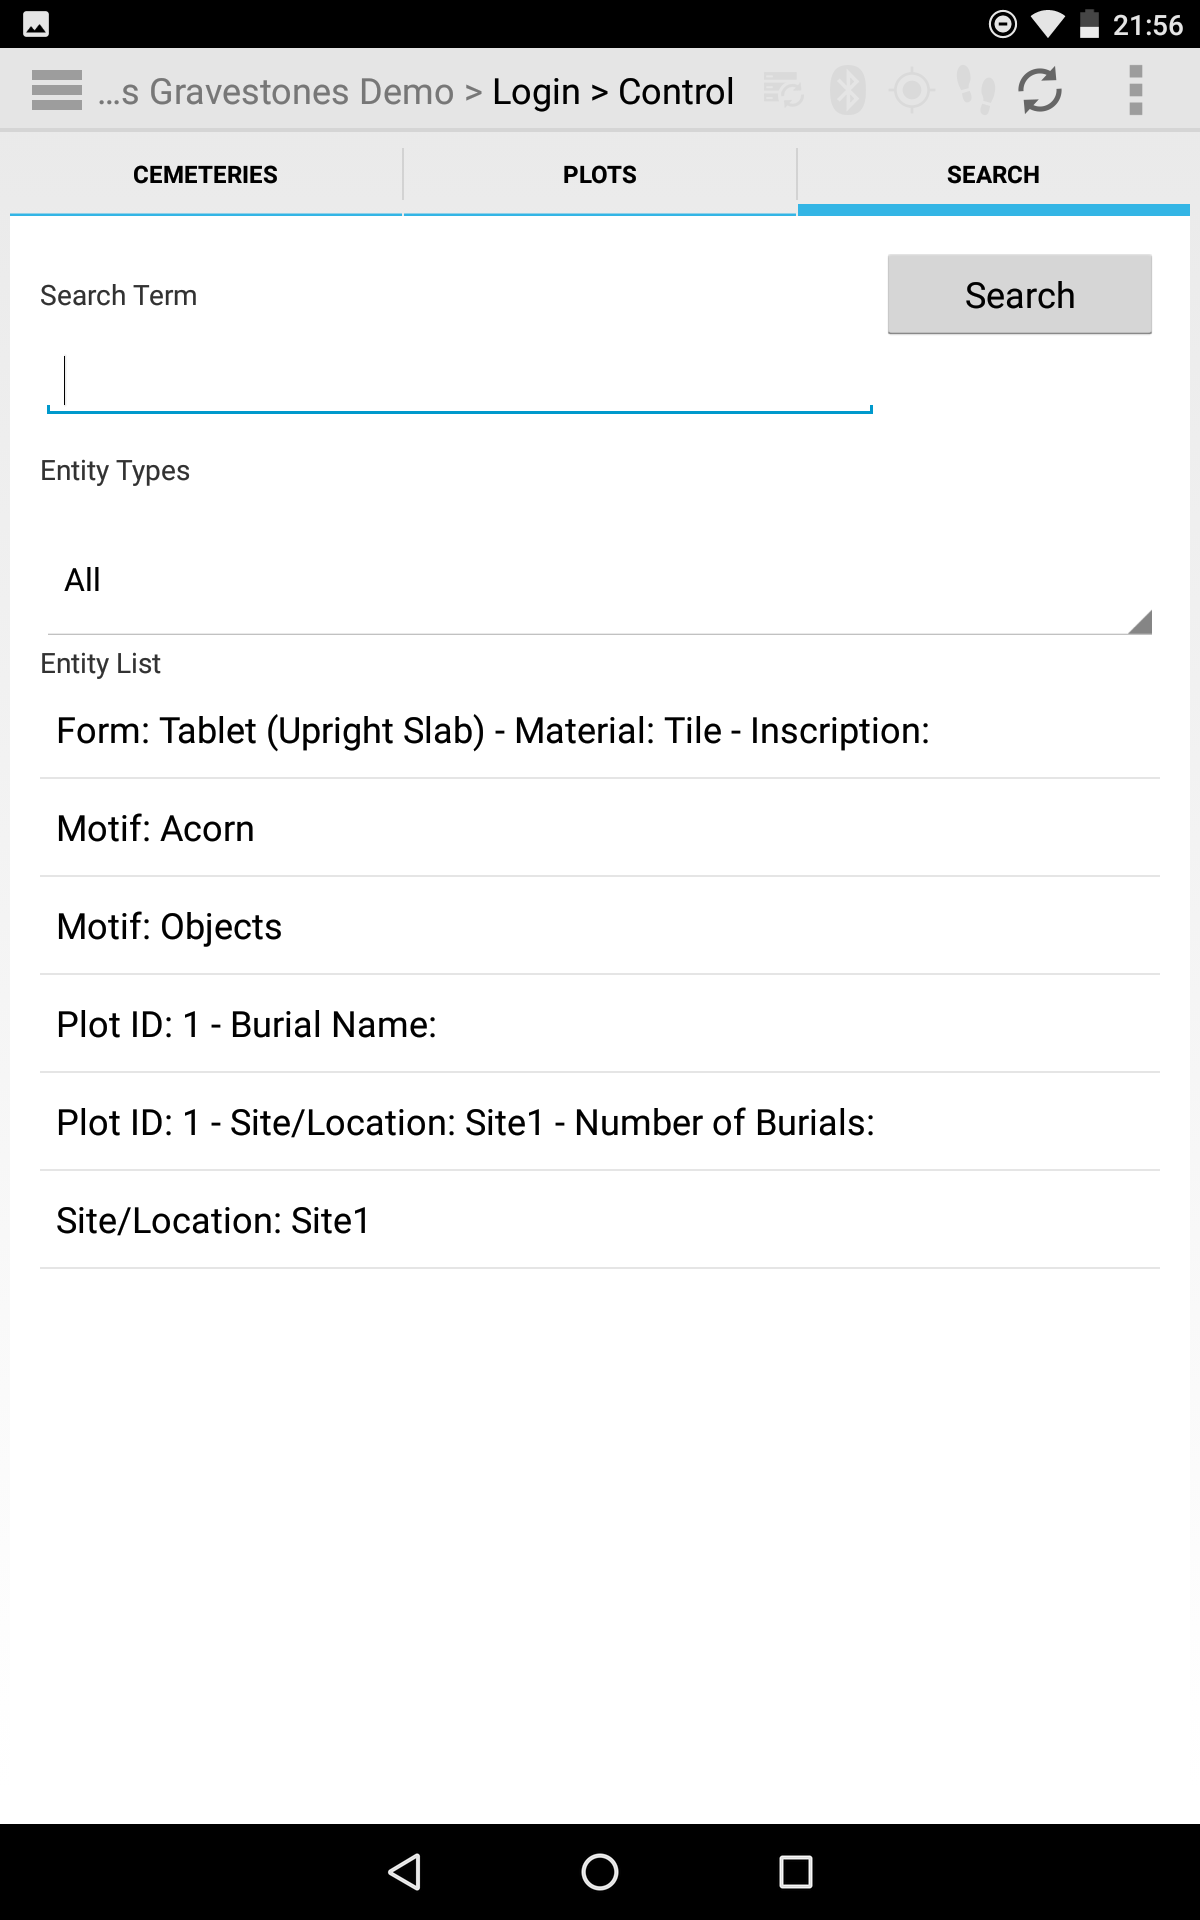 21:56
...s Gravestones Demo > Login > Control
CEMETERIES
PLOTS
SEARCH
Search Term
Search
Entity Types
All
Entity List
Form: Tablet (Upright Slab) - Material: Tile - Inscription:
Motif: Acorn
Motif: Objects
Plot ID: 1 - Burial Name:
Plot ID: 1 - Site/Location: Site1 - Number of Burials:
Site/Location: Site1